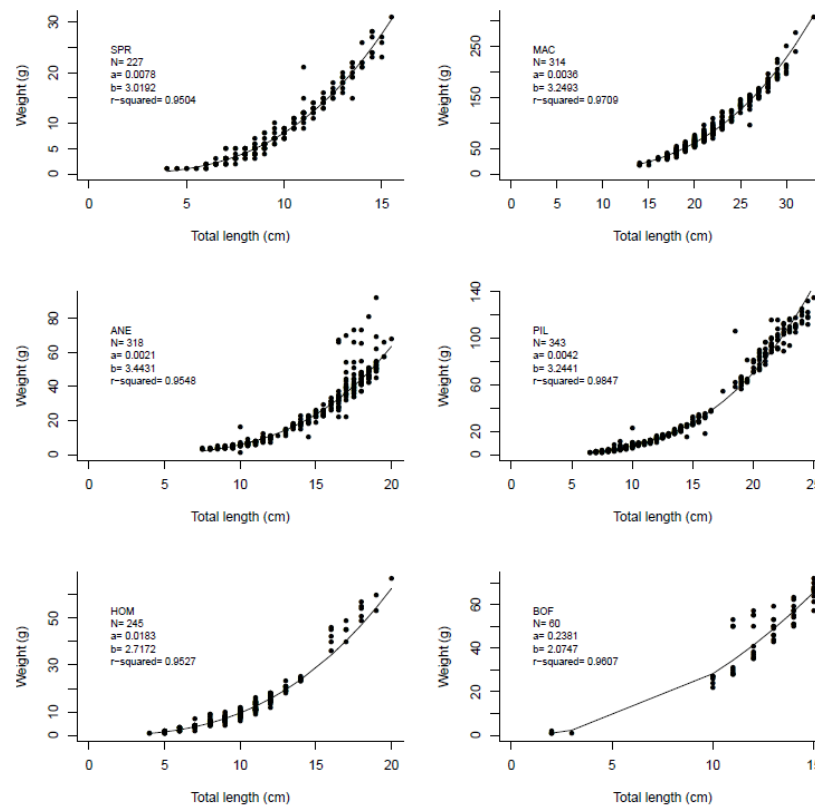 Weight (g)
30
20
10
5
0
SPR
N= 227
a= 0.0078
b= 3.0192
r−squared= 0.9504
0 5 10 15
Total length (cm)
Weight (g)
250
150
50
0
MAC
N= 314
a= 0.0036
b= 3.2493
r−squared= 0.9709
0 5 10 15 20 25 30
Total length (cm)
Weight (g)
80
60
40
20
0
ANE
N= 318
a= 0.0021
b= 3.4431
r−squared= 0.9548
0 5 10 15 20
Total length (cm)
Weight (g)
140
100
60
40
20
0
PIL
N= 343
a= 0.0042
b= 3.2441
r−squared= 0.9847
0 5 10 15 20 25
Total length (cm)
Weight (g)
50
30
10
0
HOM
N= 245
a= 0.0183
b= 2.7172
r−squared= 0.9527
0 5 10 15 20
Total length (cm)
Weight (g)
60
40
20
0
BOF
N= 60
a= 0.2381
b= 2.0747
r−squared= 0.9607
0 5 10 15
Total length (cm)